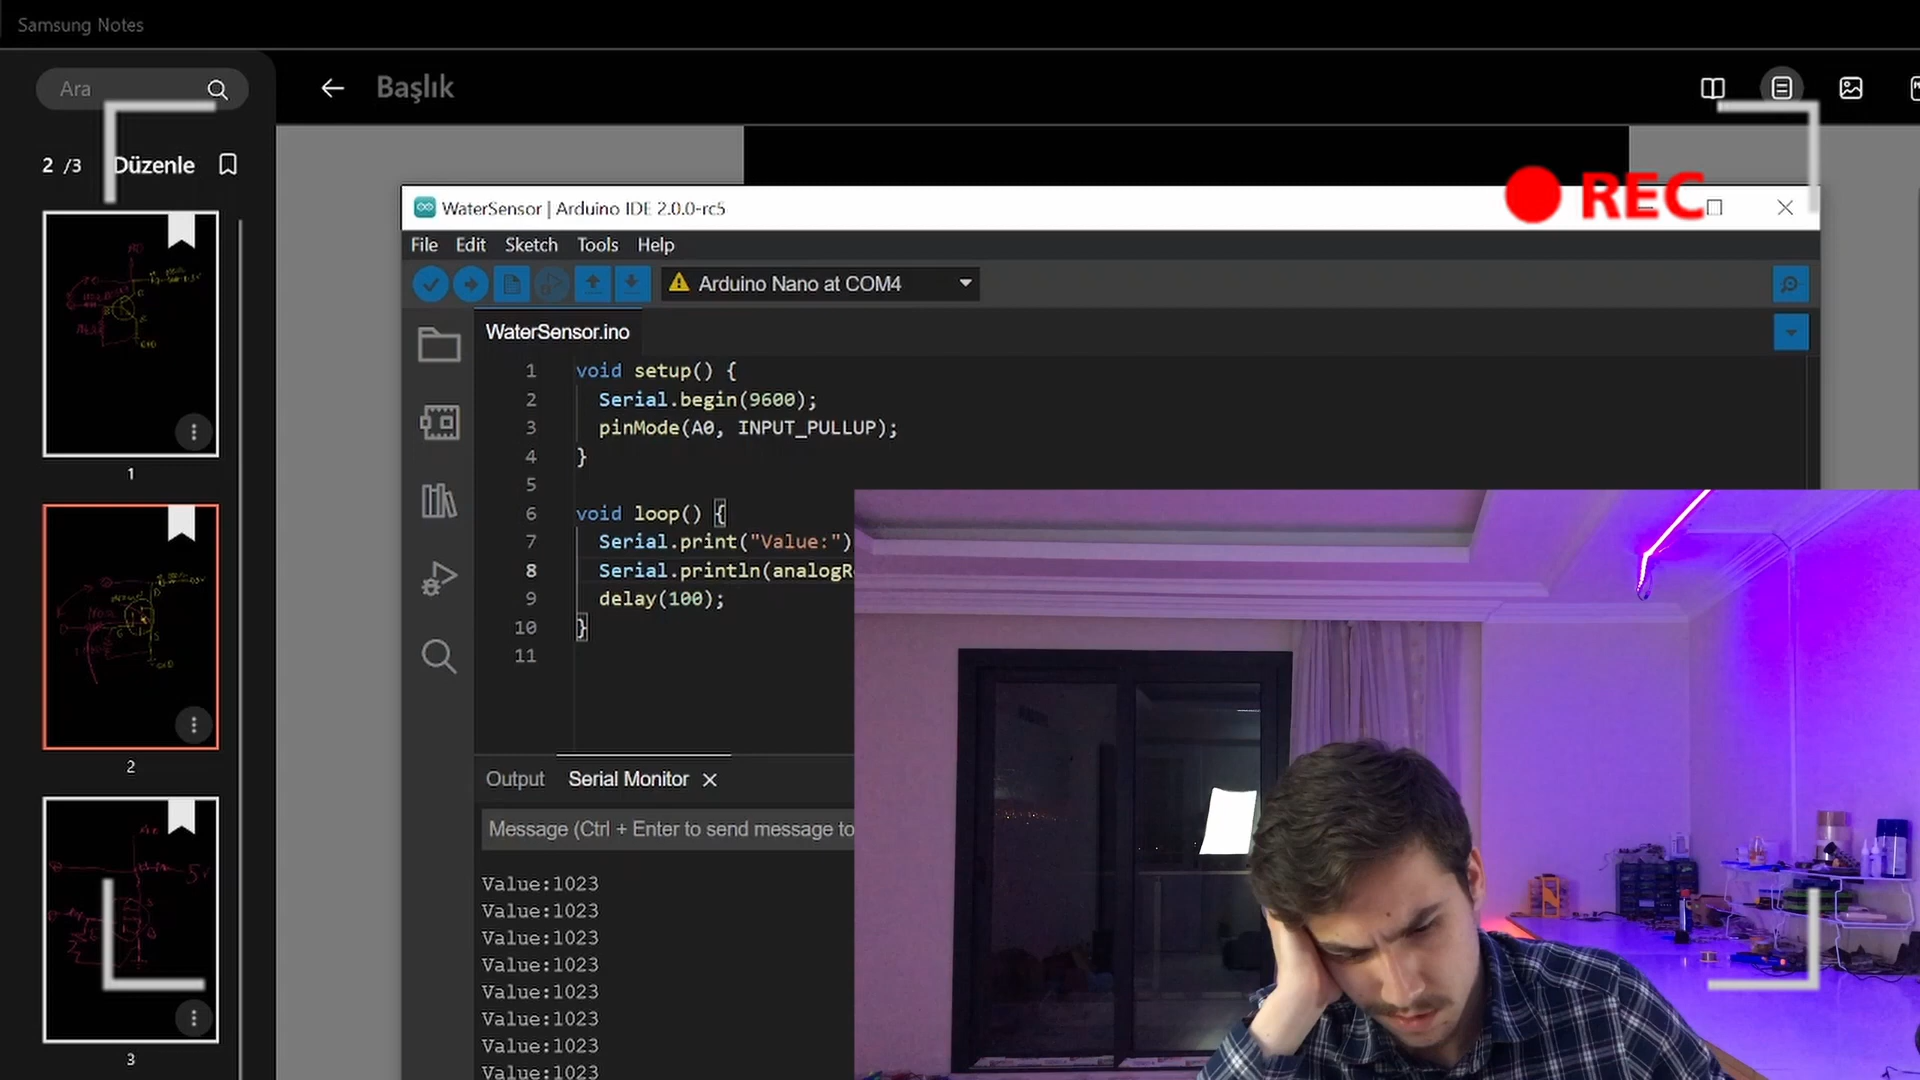 Samsung Notes
Ara
Başlık
2 /3 Düzenle
1
2
3
REC
WaterSensor | Arduino IDE 2.0.0-rc5
File Edit Sketch Tools Help
Arduino Nano at COM4
WaterSensor.ino
1 void setup() {
2 Serial.begin(9600);
3 pinMode(A0, INPUT_PULLUP);
4 }
5
6 void loop() {
7 Serial.print("Value:")
8 Serial.println(analogR
9 delay(100);
10 }
11
Output Serial Monitor
Message (Ctrl + Enter to send message to
Value:1023
Value:1023
Value:1023
Value:1023
Value:1023
Value:1023
Value:1023
Value:1023